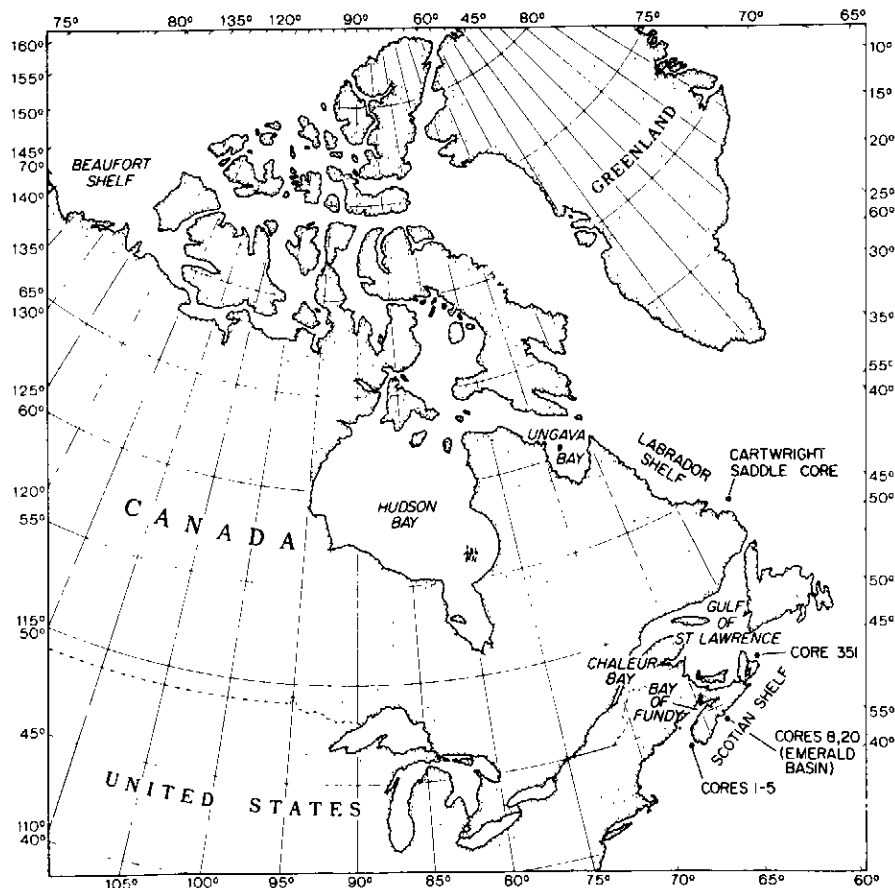 75° 80° 135° 120° 105° 90° 60° 45° 80° 75° 70° 65°
160°
155°
150°
145°
70°
140°
135°
65°
130°
125°
60°
120°
55°
115°
50°
45°
110°
40°
10°
15°
20°
25°
60°
30°
35°
55°
40°
45°
50°
50°
45°
55°
40°
BEAUFORT
SHELF
GREENLAND
UNGAVA
BAY
LABRADOR
SHELF
CARTWRIGHT
SADDLE CORE
HUDSON
BAY
CANADA
GULF
OF
ST LAWRENCE
CORE 351
CHALEUR
BAY
BAY
OF
FUNDY
SCOTIAN SHELF
CORES 8,20
(EMERALD
BASIN)
CORES 1-5
UNITED STATES
105° 100° 95° 90° 85° 80° 75° 70° 65° 60°